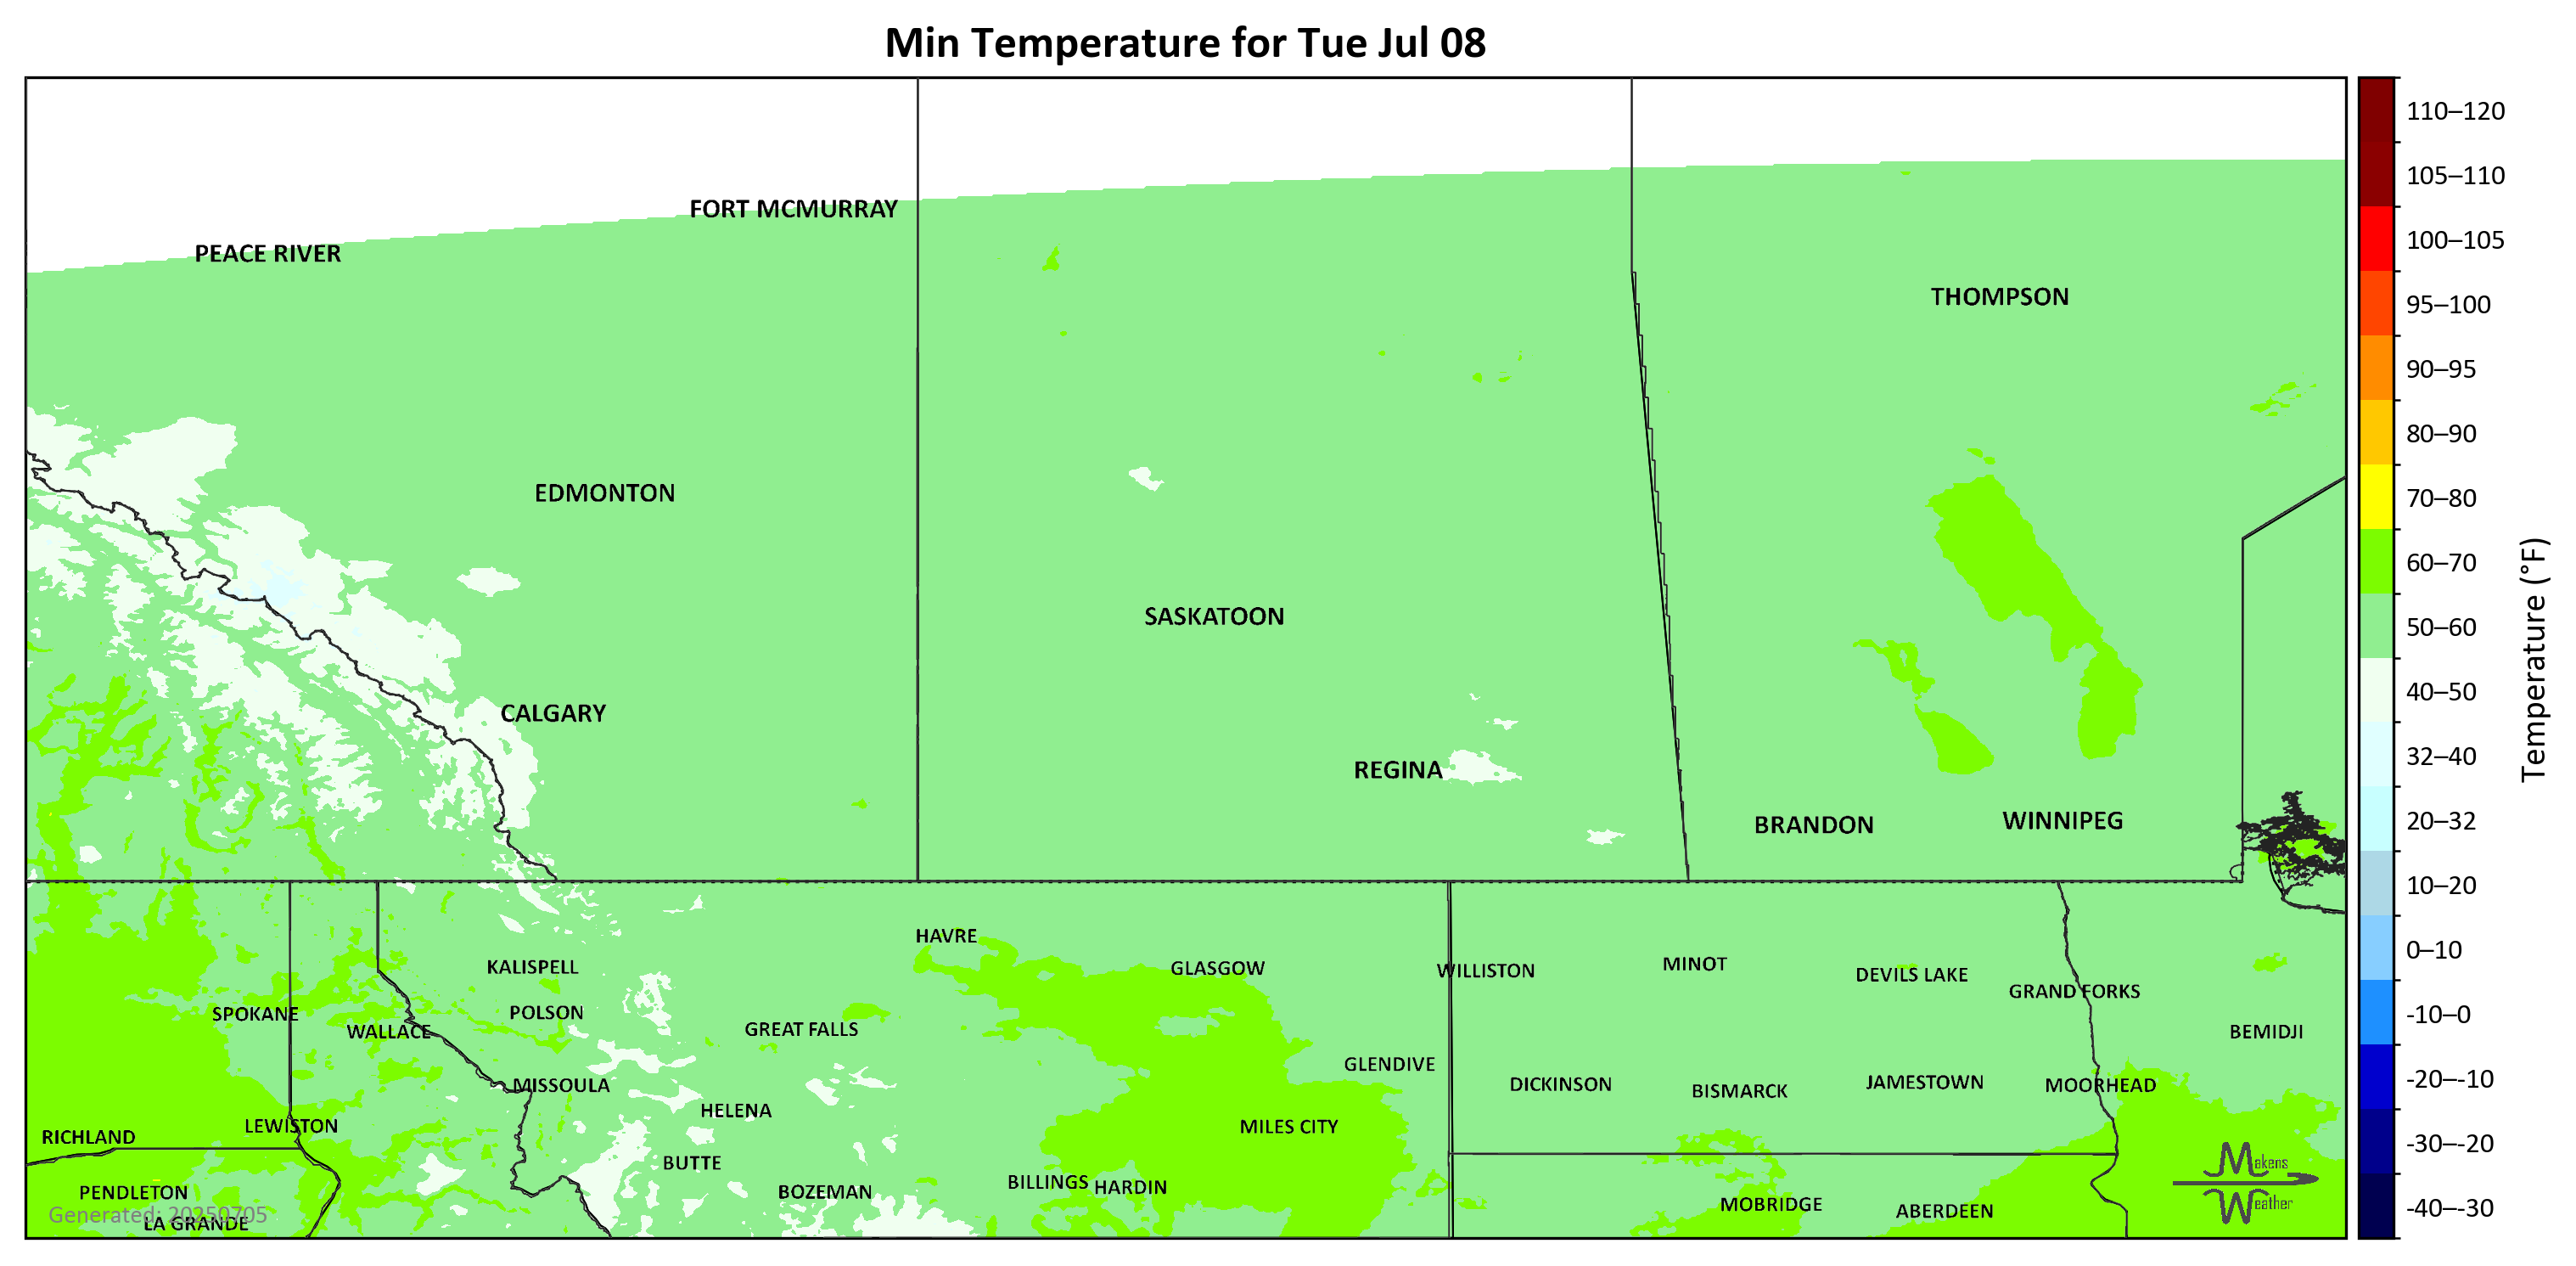 Min Temperature for Tue Jul 08
110–120
105–110
100–105
95–100
90–95
80–90
70–80
60–70
50–60
40–50
32–40
20–32
10–20
0–10
-10–0
-20–-10
-30–-20
-40–-30
Temperature (°F)
FORT MCMURRAY
PEACE RIVER
THOMPSON
EDMONTON
SASKATOON
CALGARY
REGINA
BRANDON
WINNIPEG
HAVRE
KALISPELL
GLASGOW
WILLISTON
MINOT
DEVILS LAKE
GRAND FORKS
SPOKANE
POLSON
WALLACE
GREAT FALLS
BEMIDJI
GLENDIVE
MISSOULA
DICKINSON
BISMARCK
JAMESTOWN
MOORHEAD
HELENA
LEWISTON
RICHLAND
MILES CITY
BUTTE
PENDLETON
BOZEMAN
BILLINGS
HARDIN
MOBRIDGE
ABERDEEN
Generated: 20250705
LA GRANDE
Makens
Weather